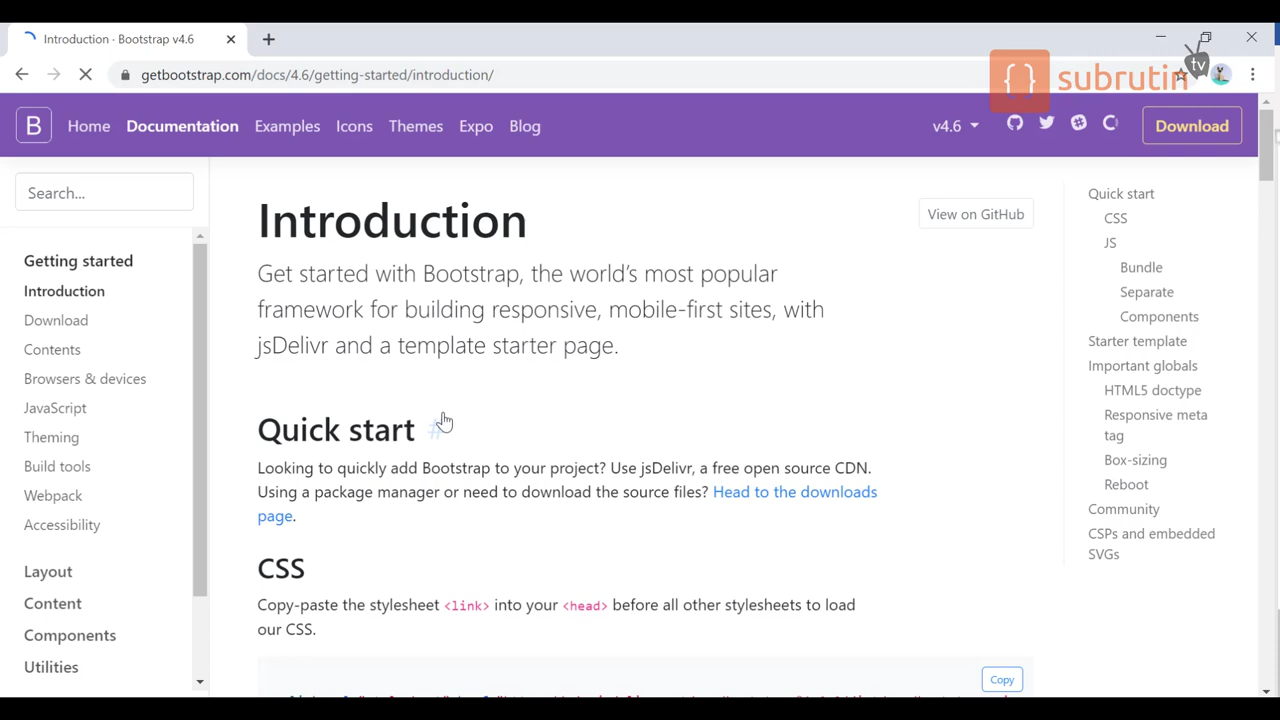 Introduction · Bootstrap v4.6
getbootstrap.com/docs/4.6/getting-started/introduction/
{ } subrutin tv
B
Home
Documentation
Examples
Icons
Themes
Expo
Blog
v4.6
Download
Search...
Getting started
Introduction
Download
Contents
Browsers & devices
JavaScript
Theming
Build tools
Webpack
Accessibility
Layout
Content
Components
Utilities
Introduction
View on GitHub
Get started with Bootstrap, the world's most popular
framework for building responsive, mobile-first sites, with
jsDelivr and a template starter page.
Quick start #
Looking to quickly add Bootstrap to your project? Use jsDelivr, a free open source CDN.
Using a package manager or need to download the source files? Head to the downloads
page.
CSS
Copy-paste the stylesheet <link> into your <head> before all other stylesheets to load
our CSS.
Copy
Quick start
CSS
JS
Bundle
Separate
Components
Starter template
Important globals
HTML5 doctype
Responsive meta
tag
Box-sizing
Reboot
Community
CSPs and embedded
SVGs